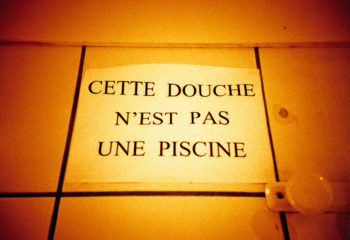 CETTE DOUCHE
N'EST PAS
UNE PISCINE